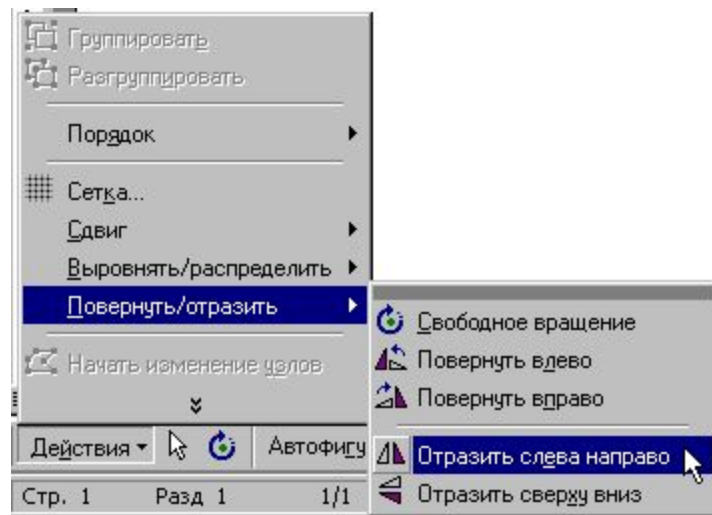 Группировать
Разгруппировать
Порядок
Сетка...
Сдвиг
Выровнять/распределить
Повернуть/отразить
Начать изменение узлов
Свободное вращение
Повернуть влево
Повернуть вправо
Отразить слева направо
Отразить сверху вниз
Действия Автофигу
Стр. 1 Разд 1 1/1